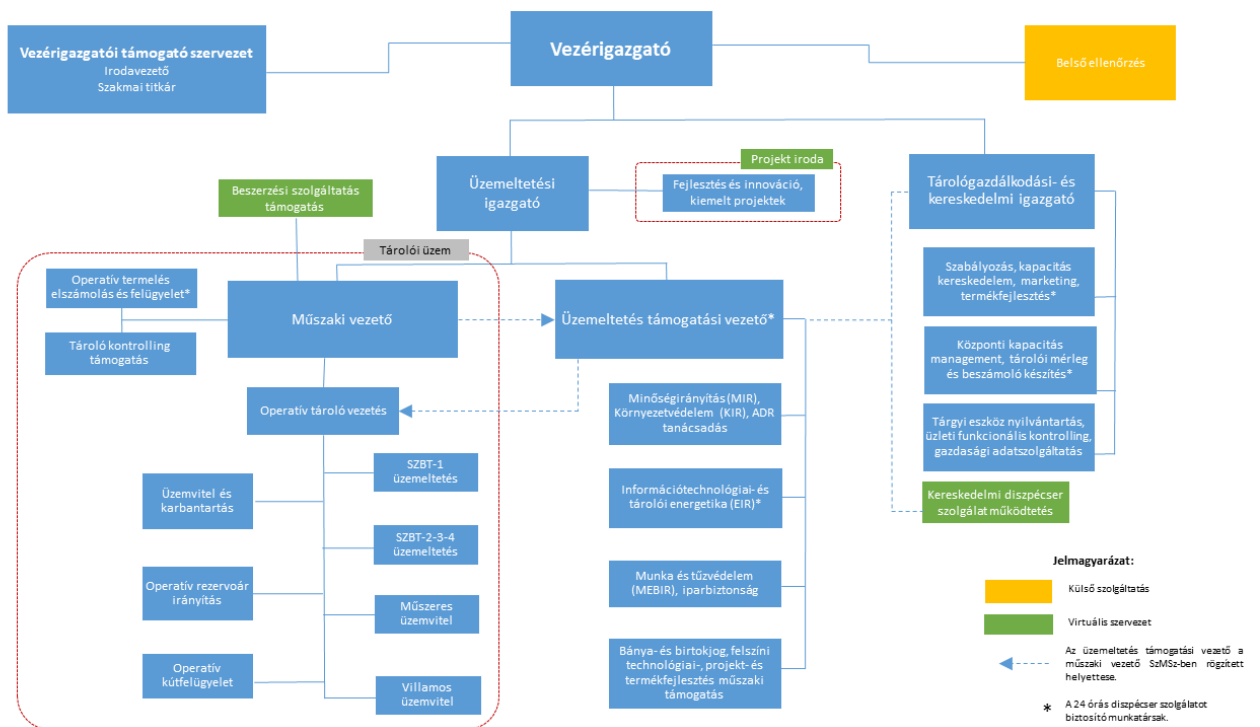 Vezérigazgatói támogató szervezet
Irodavezető
Szakmai titkár
Vezérigazgató
Belső ellenőrzés
Projekt iroda
Üzemeltetési
igazgató
Fejlesztés és innováció,
kiemelt projektek
Tárológazdálkodási- és
kereskedelmi igazgató
Beszerzési szolgáltatás
támogatás
Tárolói üzem
Operatív termelés
elszámolás és felügyelet*
Műszaki vezető
Üzemeltetés támogatási vezető*
Szabályozás, kapacitás
kereskedelem, marketing,
termékfejlesztés*
Tároló kontrolling
támogatás
Központi kapacitás
management, tárolói mérleg
és beszámoló készítés*
Operatív tároló vezetés
Minőségirányítás (MIR),
Környezetvédelem (KIR), ADR
tanácsadás
Tárgyi eszköz nyilvántartás,
üzleti funkcionális kontrolling,
gazdasági adatszolgáltatás
SZBT-1
üzemeltetés
Üzemvitel és
karbantartás
Információtechnológiai- és
tárolói energetika (EIR)*
Kereskedelmi diszpécser
szolgálat működtetés
SZBT-2-3-4
üzemeltetés
Operatív rezervoár
irányítás
Munka és tűzvédelem
(MEBIR), iparbiztonság
Műszeres
üzemvitel
Operatív
kútfelügyelet
Bánya- és birtokjog, felszíni
technológiai-, projekt- és
termékfejlesztés műszaki
támogatás
Villamos
üzemvitel
Jelmagyarázat:
Külső szolgáltatás
Virtuális szervezet
Az üzemeltetés támogatási vezető a
műszaki vezető SzMSz-ben rögzített
helyettese.
* A 24 órás diszpécser szolgálatot
biztosító munkatársak.